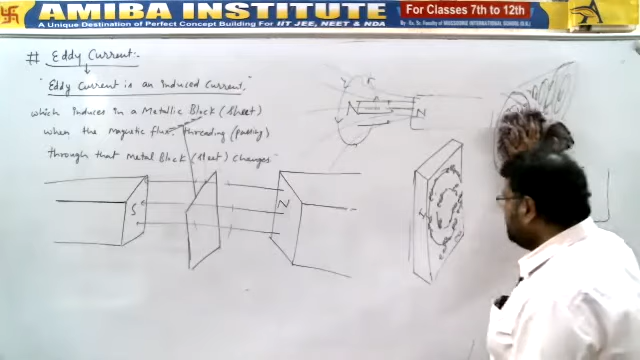 AMIBA INSTITUTE
A Unique Destination of Perfect Concept Building For IIT JEE, NEET & NDA
For Classes 7th to 12th
# Eddy Current:-
"Eddy Current is an induced Current"
which induces in a Metallic Block (sheet)
when the Magnetic flux, threading (passing)
through that Metal Block (sheet) changes"
N
N
S
N